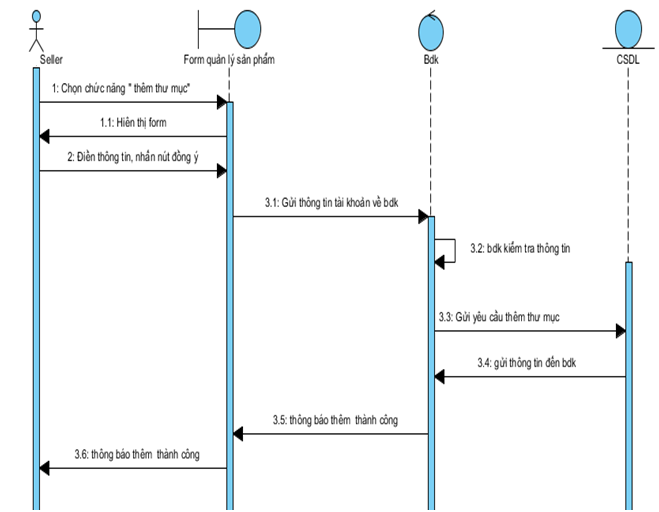 Seller
Form quản lý sản phẩm
Bdk
CSDL
1: Chọn chức năng " thêm thư mục"
1.1: Hiên thị form
2: Điền thông tin, nhấn nút đồng ý
3.1: Gửi thông tin tài khoản về bdk
3.2: bdk kiểm tra thông tin
3.3: Gửi yêu cầu thêm thư mục
3.4: gửi thông tin đến bdk
3.5: thông báo thêm thành công
3.6: thông báo thêm thành công